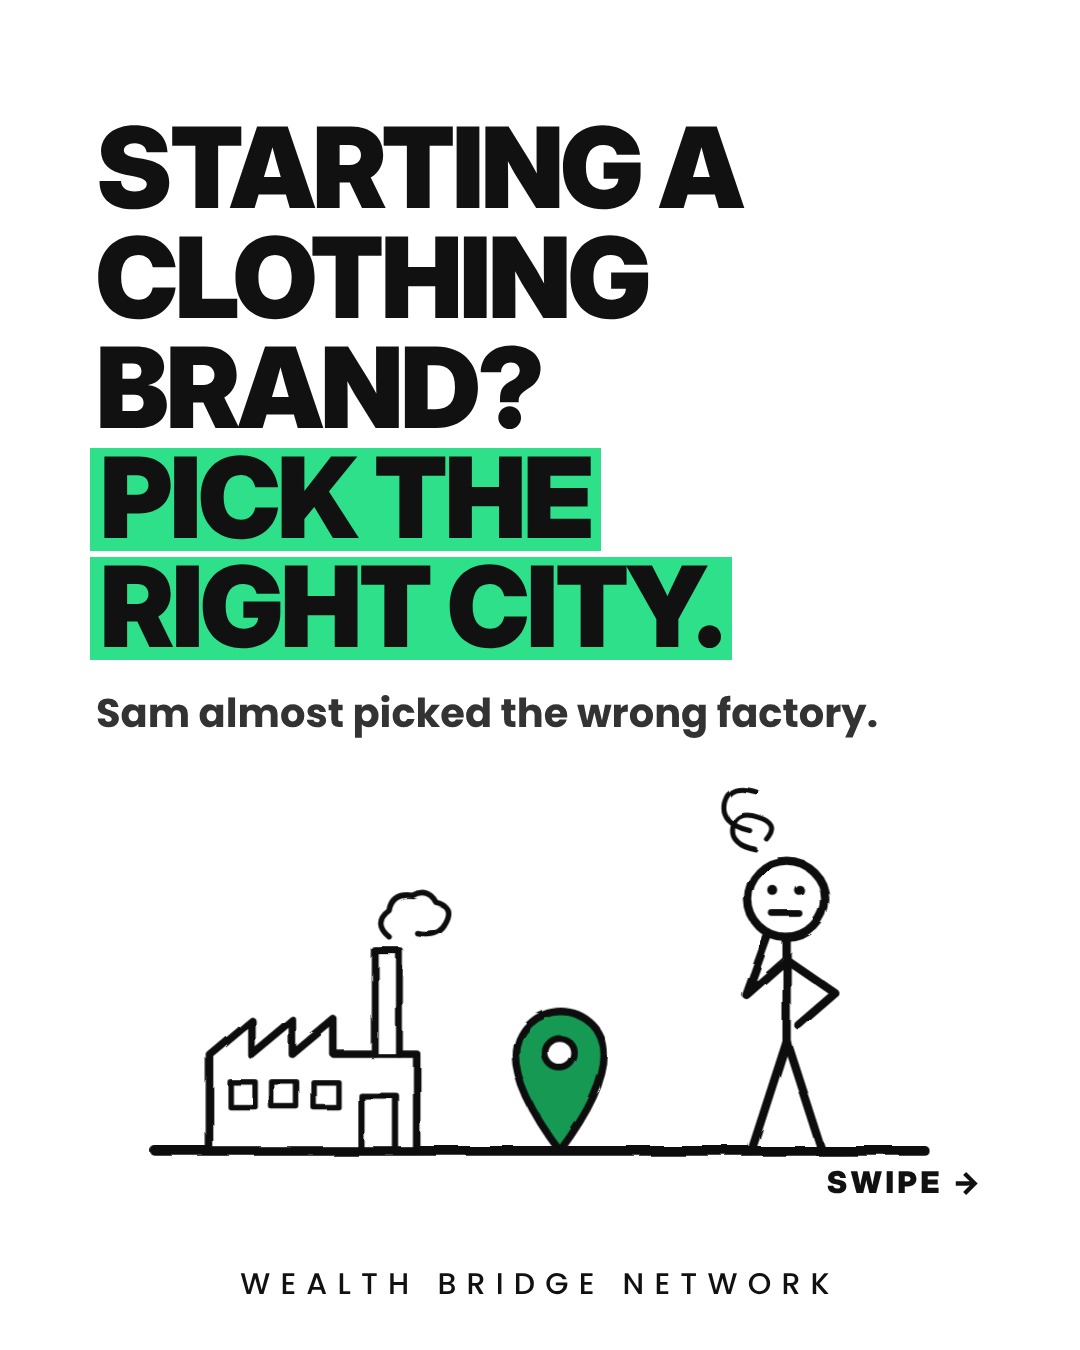 STARTING A
CLOTHING
BRAND?
PICK THE
RIGHT CITY.
Sam almost picked the wrong factory.
SWIPE →
WEALTH BRIDGE NETWORK